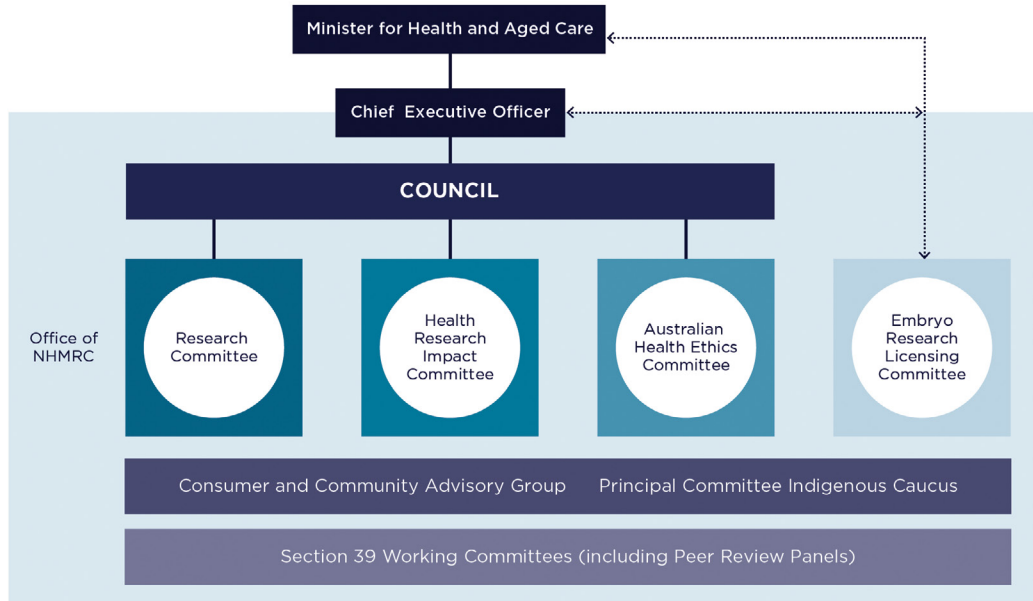 Minister for Health and Aged Care
Chief Executive Officer
COUNCIL
Office of
NHMRC
Research
Committee
Health
Research
Impact
Committee
Australian
Health Ethics
Committee
Embryo
Research
Licensing
Committee
Consumer and Community Advisory Group
Principal Committee Indigenous Caucus
Section 39 Working Committees (including Peer Review Panels)